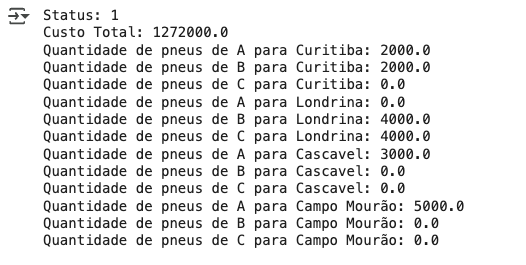 Status: 1
Custo Total: 1272000.0
Quantidade de pneus de A para Curitiba: 2000.0
Quantidade de pneus de B para Curitiba: 2000.0
Quantidade de pneus de C para Curitiba: 0.0
Quantidade de pneus de A para Londrina: 0.0
Quantidade de pneus de B para Londrina: 4000.0
Quantidade de pneus de C para Londrina: 4000.0
Quantidade de pneus de A para Cascavel: 3000.0
Quantidade de pneus de B para Cascavel: 0.0
Quantidade de pneus de C para Cascavel: 0.0
Quantidade de pneus de A para Campo Mourão: 5000.0
Quantidade de pneus de B para Campo Mourão: 0.0
Quantidade de pneus de C para Campo Mourão: 0.0